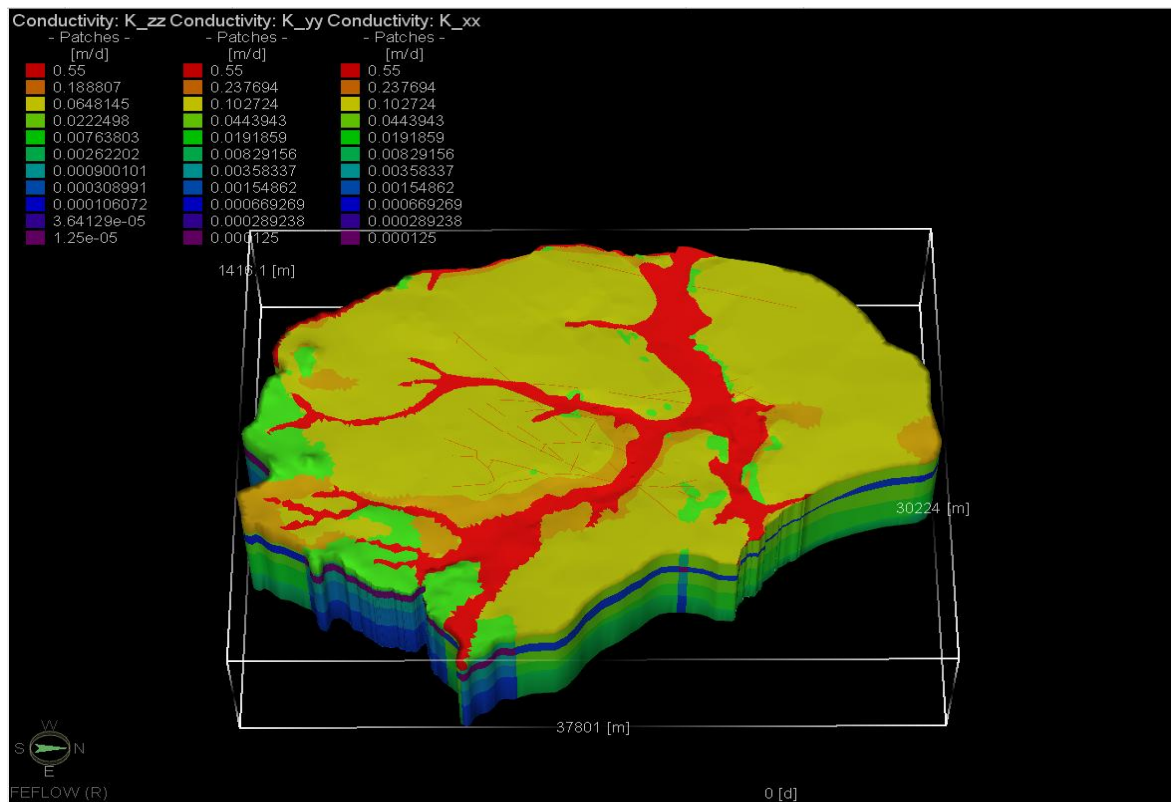 Conductivity: K_zz Conductivity: K_yy Conductivity: K_xx
- Patches - - Patches - - Patches -
[m/d] [m/d] [m/d]
0.55 0.55 0.55
0.188807 0.237694 0.237694
0.0648145 0.102724 0.102724
0.0222498 0.0443943 0.0443943
0.00763803 0.0191859 0.0191859
0.00262202 0.00829156 0.00829156
0.000900101 0.00358337 0.00358337
0.000308991 0.00154862 0.00154862
0.000106072 0.000669269 0.000669269
3.64129e-05 0.000289238 0.000289238
1.25e-05 0.000125 0.000125
1416.1 [m]
30224 [m]
37801 [m]
W
S N
E
FEFLOW (R)
0 [d]